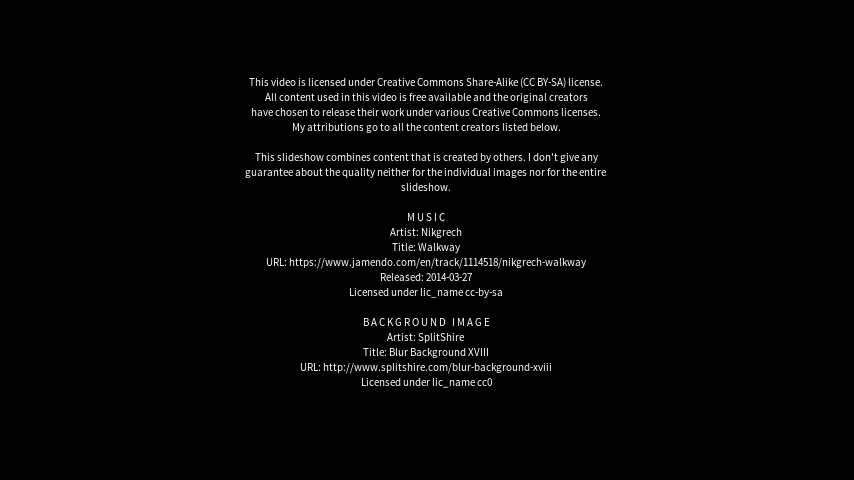 This video is licensed under Creative Commons Share-Alike (CC BY-SA) license.
All content used in this video is free available and the original creators
have chosen to release their work under various Creative Commons licenses.
My attributions go to all the content creators listed below.
This slideshow combines content that is created by others. I don't give any
guarantee about the quality neither for the individual images nor for the entire
slideshow.
MUSIC
Artist: Nikgrech
Title: Walkway
URL: https://www.jamendo.com/en/track/1114518/nikgrech-walkway
Released: 2014-03-27
Licensed under lic_name cc-by-sa
BACKGROUND IMAGE
Artist: SplitShire
Title: Blur Background XVIII
URL: http://www.splitshire.com/blur-background-xviii
Licensed under lic_name cc0